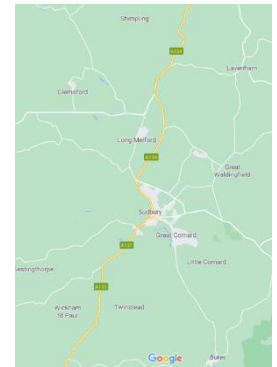 Shimpling
A134
Lavenham
Glemsford
Long Melford
A134
Great
Waldingfield
Sudbury
Great Cornard
A131
Little Cornard
Gestingthorpe
A131
Wickham
St Paul
Twinstead
Google
Bures